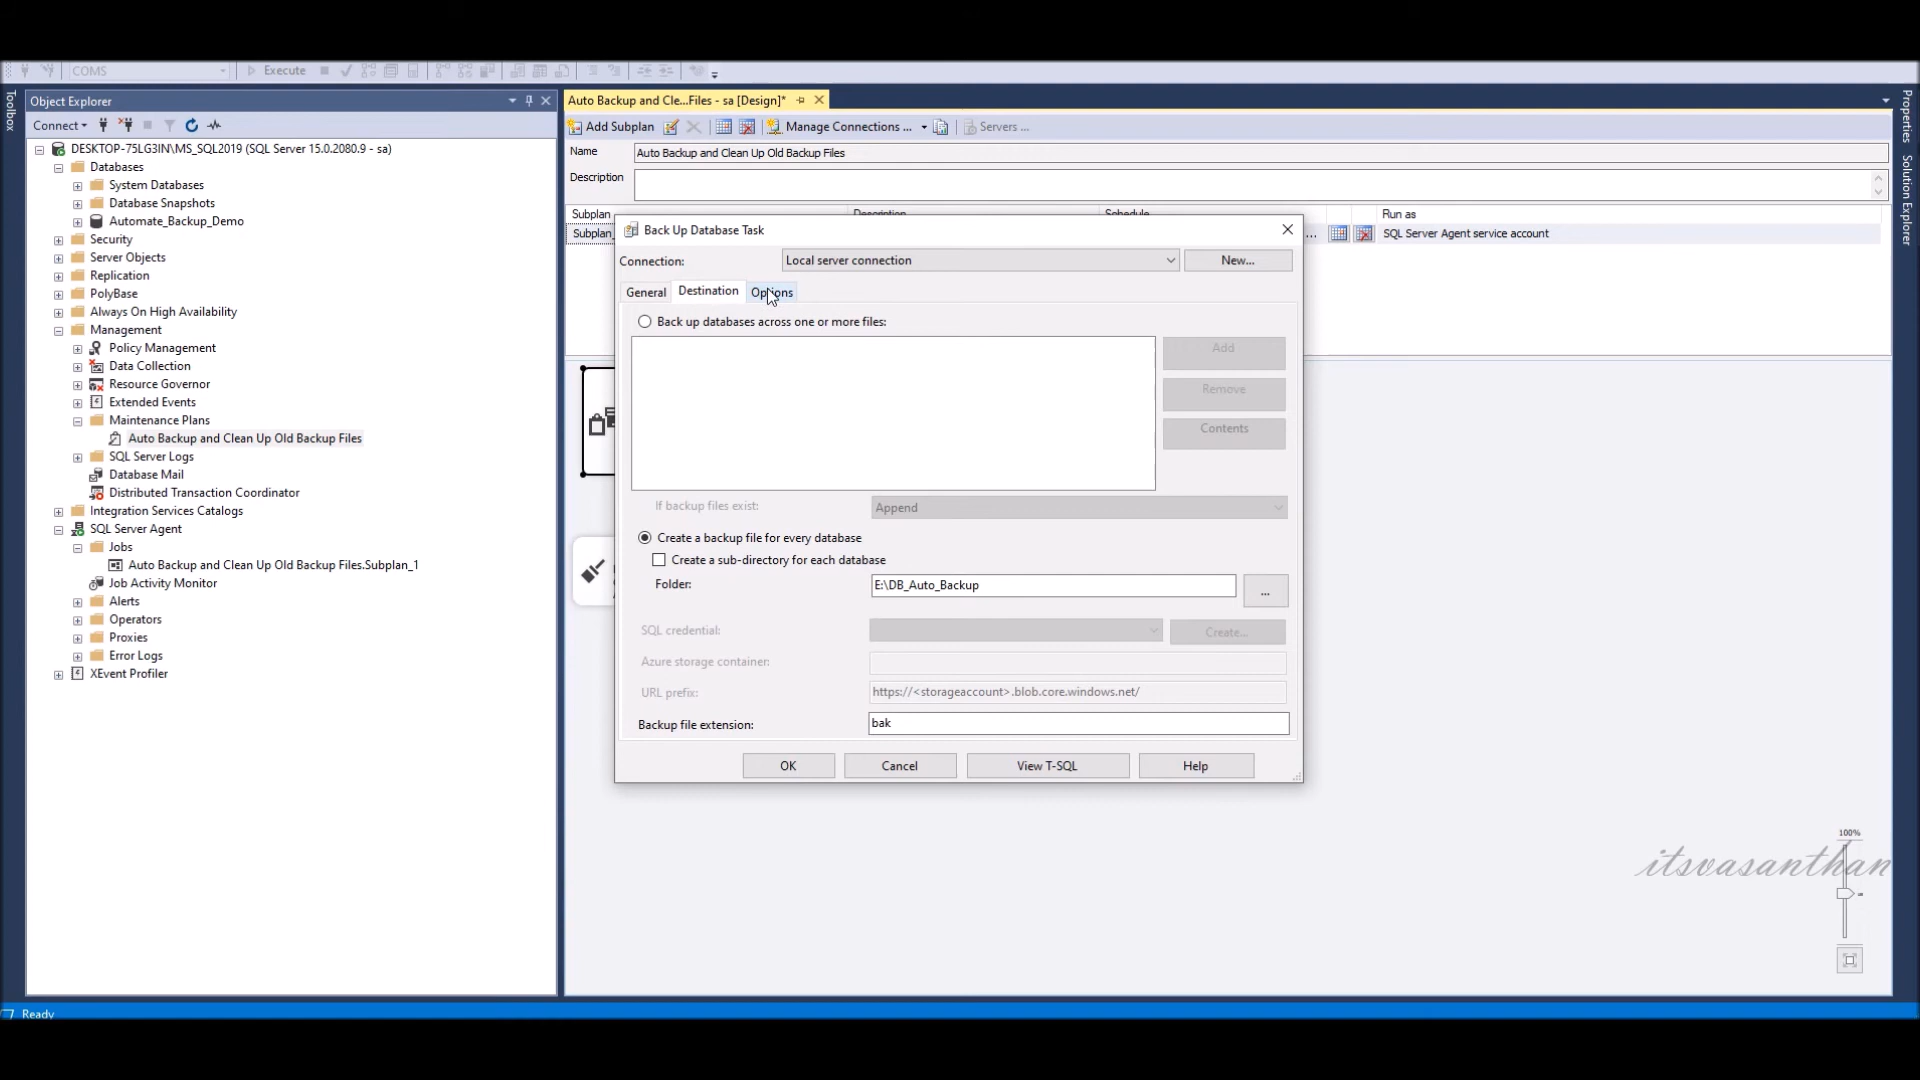 COMS
Execute
Toolbox
Object Explorer
Connect
DESKTOP-75LG3IN\MS_SQL2019 (SQL Server 15.0.2080.9 - sa)
Databases
System Databases
Database Snapshots
Automate_Backup_Demo
Security
Server Objects
Replication
PolyBase
Always On High Availability
Management
Policy Management
Data Collection
Resource Governor
Extended Events
Maintenance Plans
Auto Backup and Clean Up Old Backup Files
SQL Server Logs
Database Mail
Distributed Transaction Coordinator
Integration Services Catalogs
SQL Server Agent
Jobs
Auto Backup and Clean Up Old Backup Files.Subplan_1
Job Activity Monitor
Alerts
Operators
Proxies
Error Logs
XEvent Profiler
Auto Backup and Cle...Files - sa [Design]*
Add Subplan
Manage Connections ...
Servers ...
Name
Auto Backup and Clean Up Old Backup Files
Description
Subplan Description Schedule Run as
Subplan_ ... SQL Server Agent service account
Back Up Database Task
Connection: Local server connection New...
General Destination Options
Back up databases across one or more files:
Add
Remove
Contents
If backup files exist: Append
Create a backup file for every database
Create a sub-directory for each database
Folder: E:\DB_Auto_Backup ...
SQL credential: Create...
Azure storage container:
URL prefix: https://<storageaccount>.blob.core.windows.net/
Backup file extension: bak
OK Cancel View T-SQL Help
Properties
Solution Explorer
100%
itsvasanthan
Ready